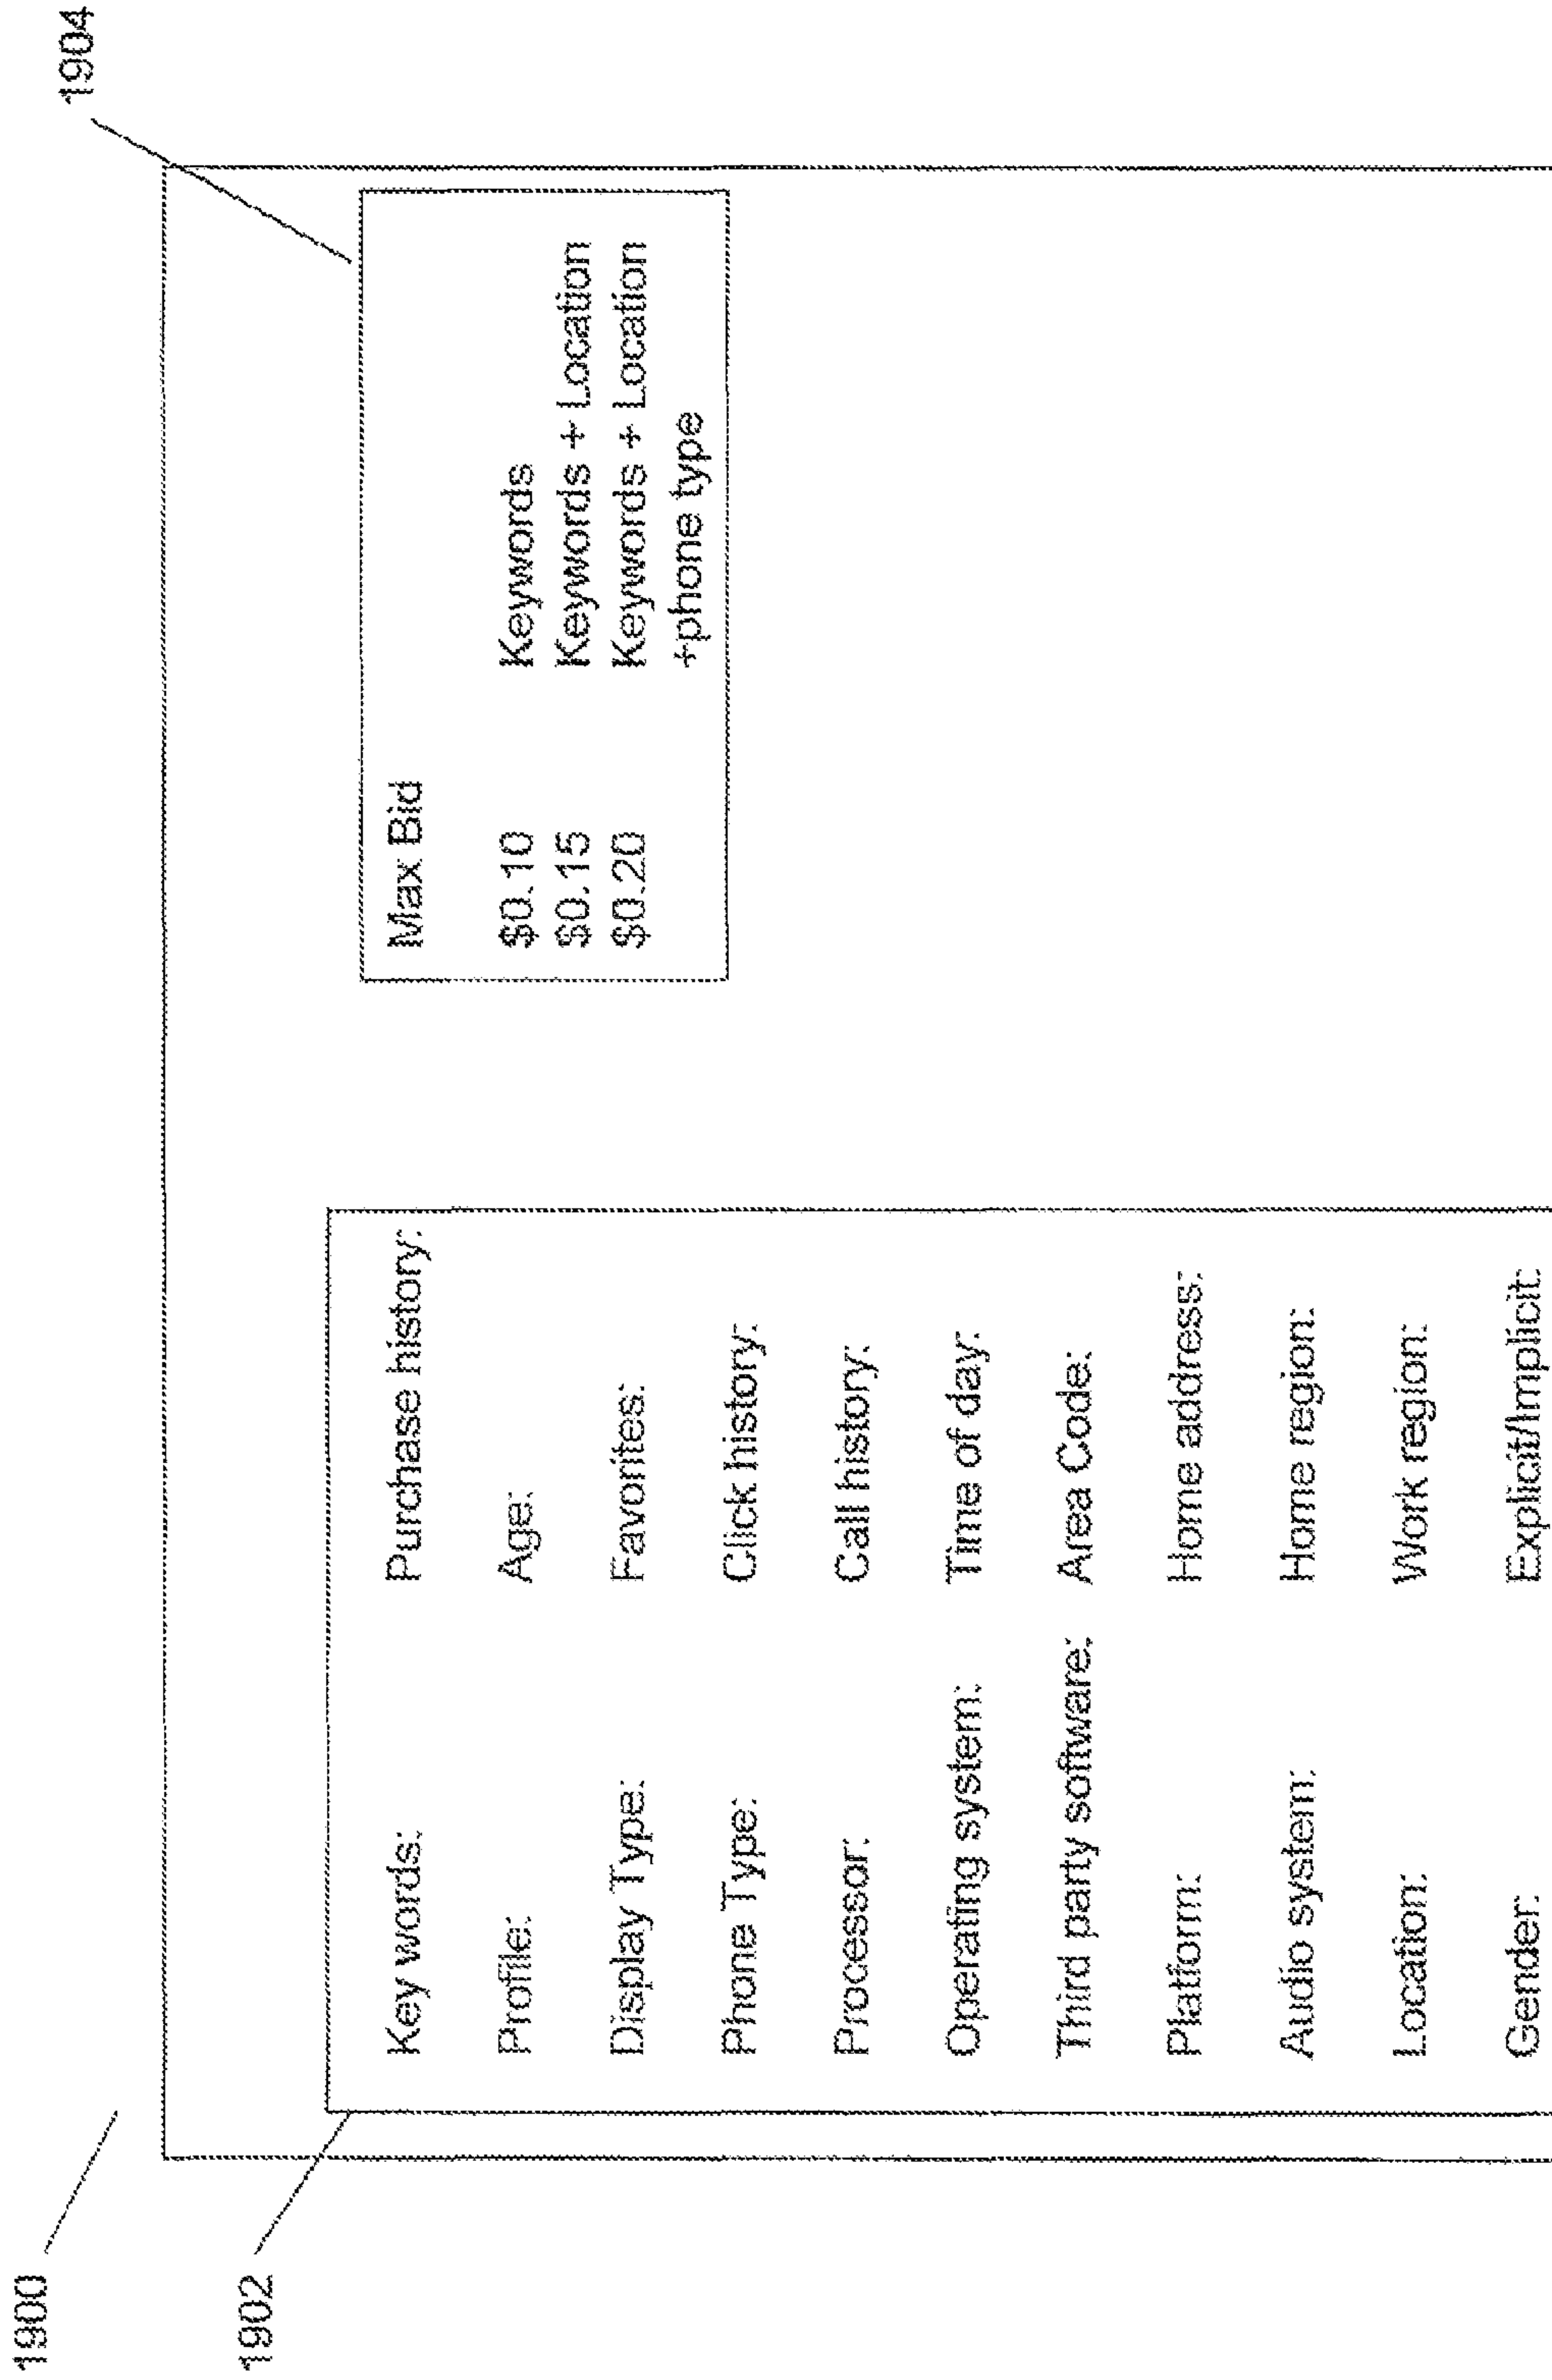 1900
1902
1904
Key words: Purchase history:
Profile: Age:
Display Type: Favorites:
Phone Type: Click history:
Processor: Call history:
Operating system: Time of day:
Third party software: Area Code:
Platform: Home address:
Audio system: Home region:
Location: Work region:
Gender: Explicit/Implicit:
Max Bid
$0.10 Keywords
$0.15 Keywords + Location
$0.20 Keywords + Location
+phone type